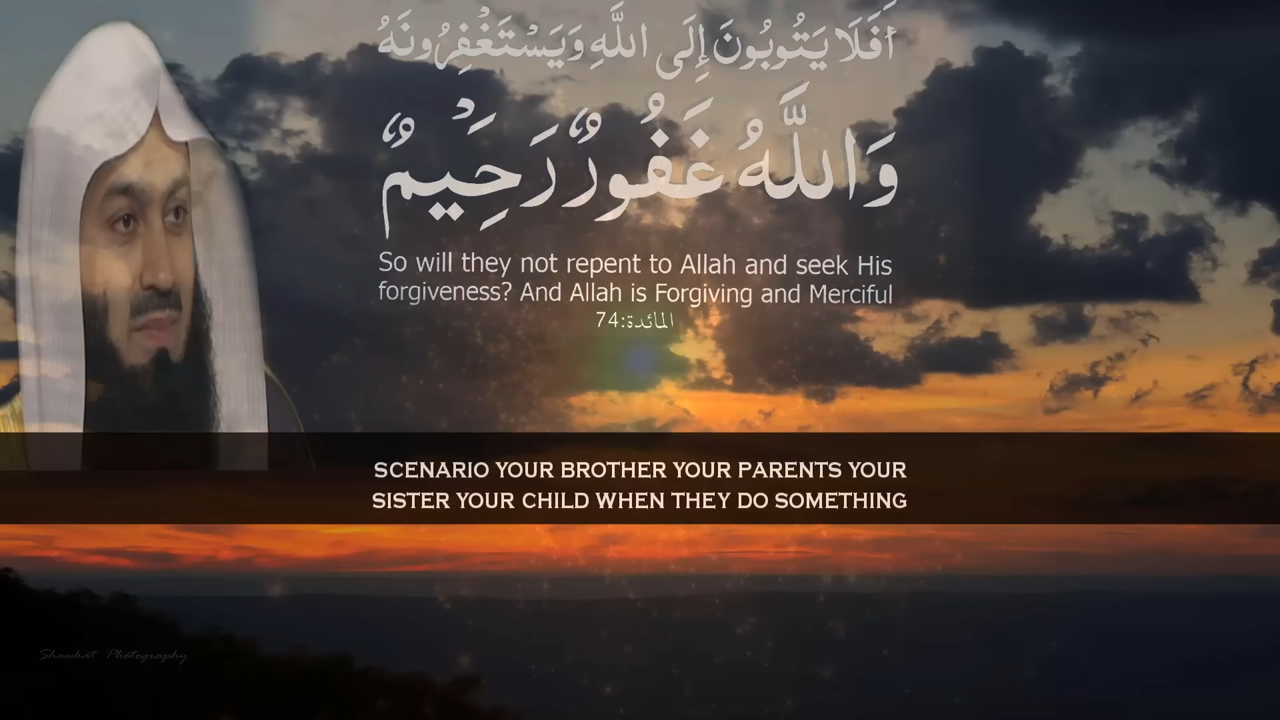 أَفَلَا يَتُوبُونَ إِلَى اللَّهِ وَيَسْتَغْفِرُونَهُ
وَاللَّهُ غَفُورٌ رَحِيْمٌ
So will they not repent to Allah and seek His
forgiveness? And Allah is Forgiving and Merciful
المائدة:74
SCENARIO YOUR BROTHER YOUR PARENTS YOUR
SISTER YOUR CHILD WHEN THEY DO SOMETHING
Shawkat Photography